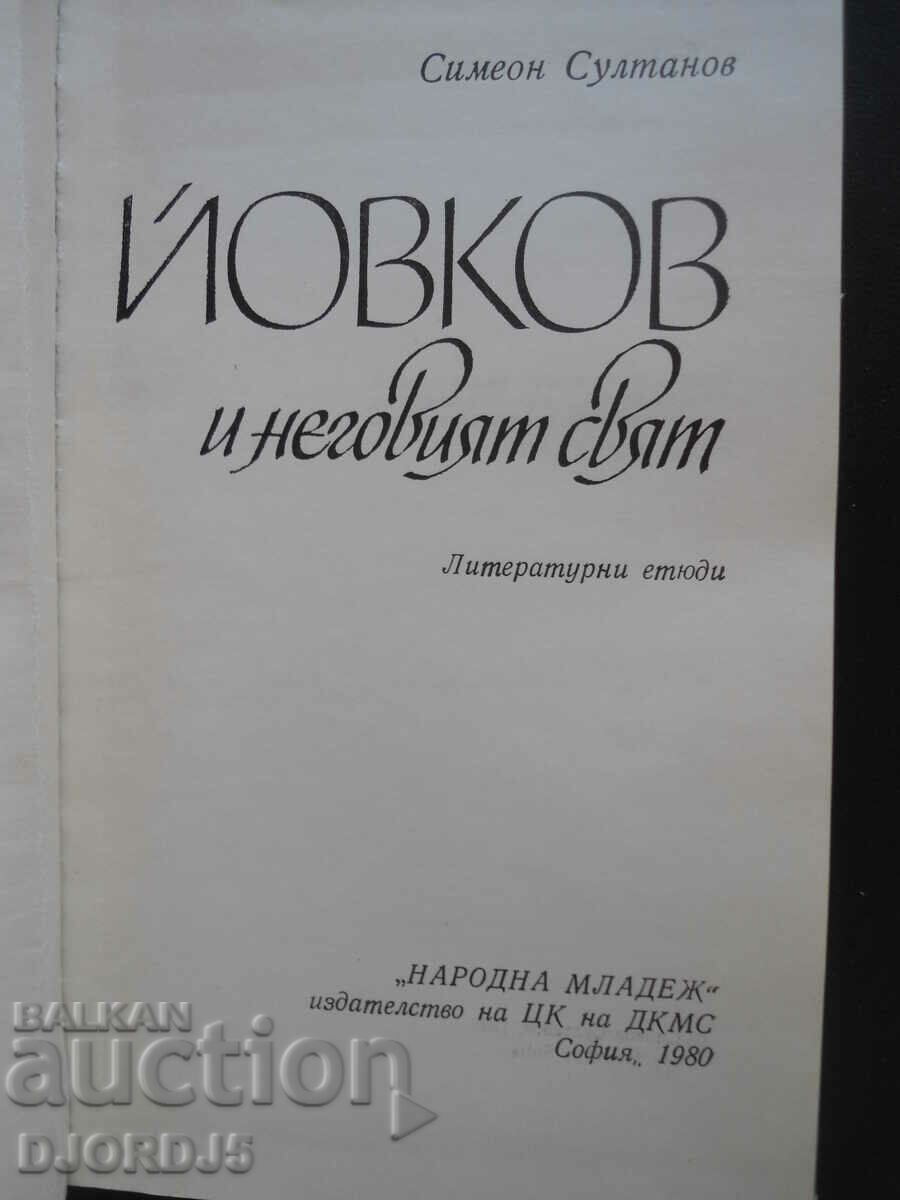 Симеон Султанов
ЙОВКОВ
и неговият свят
Литературни етюди
„НАРОДНА МЛАДЕЖ“
издателство на ЦК на ДКМС
София,. 1980
BALKAN
auction
DJORDJ5